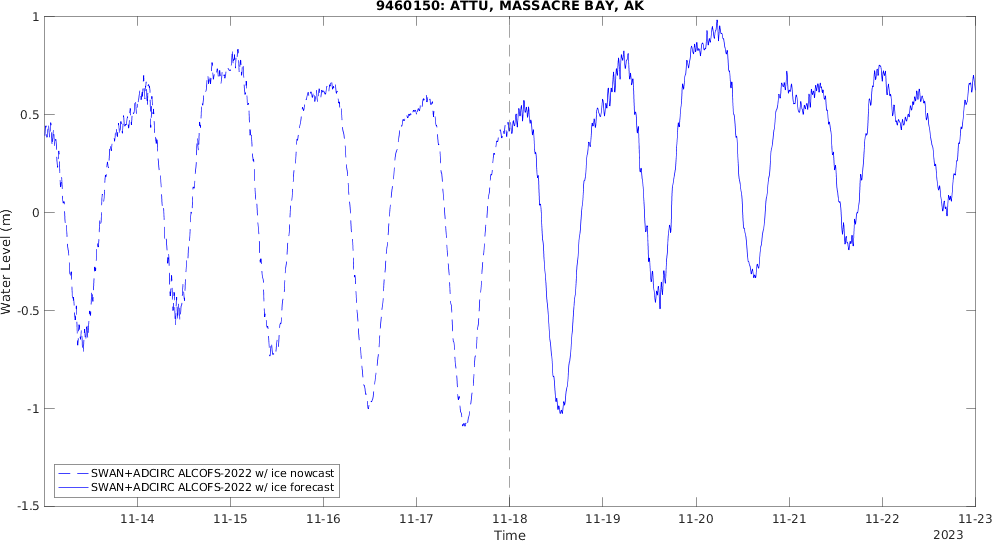 9460150: ATTU, MASSACRE BAY, AK
Water Level (m)
1
0.5
0
-0.5
-1
-1.5
SWAN+ADCIRC ALCOFS-2022 w/ ice nowcast
SWAN+ADCIRC ALCOFS-2022 w/ ice forecast
11-14 11-15 11-16 11-17 11-18 11-19 11-20 11-21 11-22 11-23
Time
2023